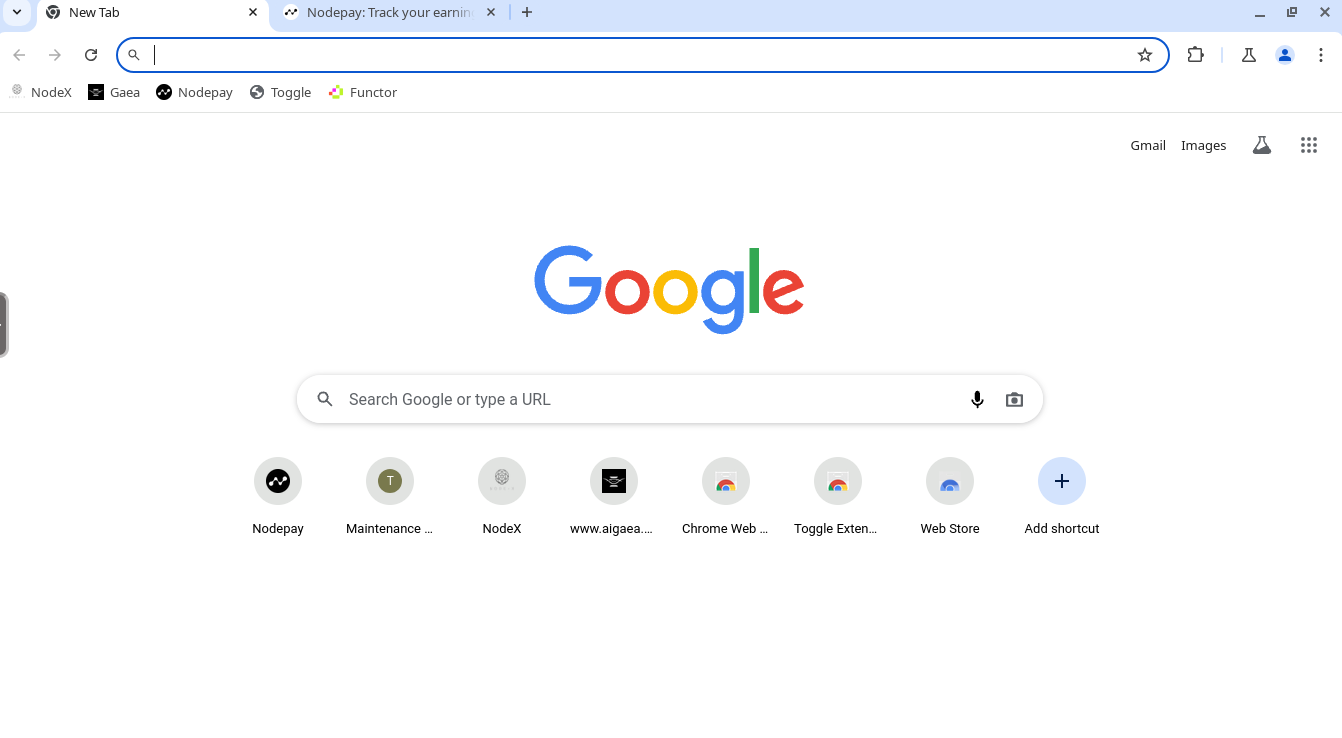 New Tab
Nodepay: Track your earnin
NodeX Gaea Nodepay Toggle Functor
Gmail Images
Google
Search Google or type a URL
T
Nodepay Maintenance ... NodeX www.aigaea.... Chrome Web ... Toggle Exten... Web Store Add shortcut